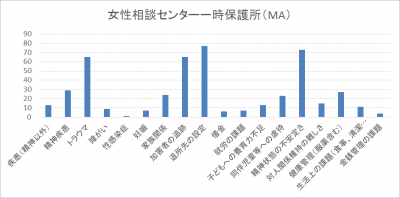 女性相談センター一時保護所（MA）
90
80
70
60
50
40
30
20
10
0
疾患（精神以外）
精神疾患
トラウマ
障がい
性感染症
妊娠
家族関係
加害者の追跡
退所先の設定
借金
就労の課題
子どもへの養育力不足
同伴児童等への虐待
精神状態の不安定さ
対人関係維持の難しさ
健康管理（服薬含む）
生活上の課題（食事、清潔…
金銭管理の課題